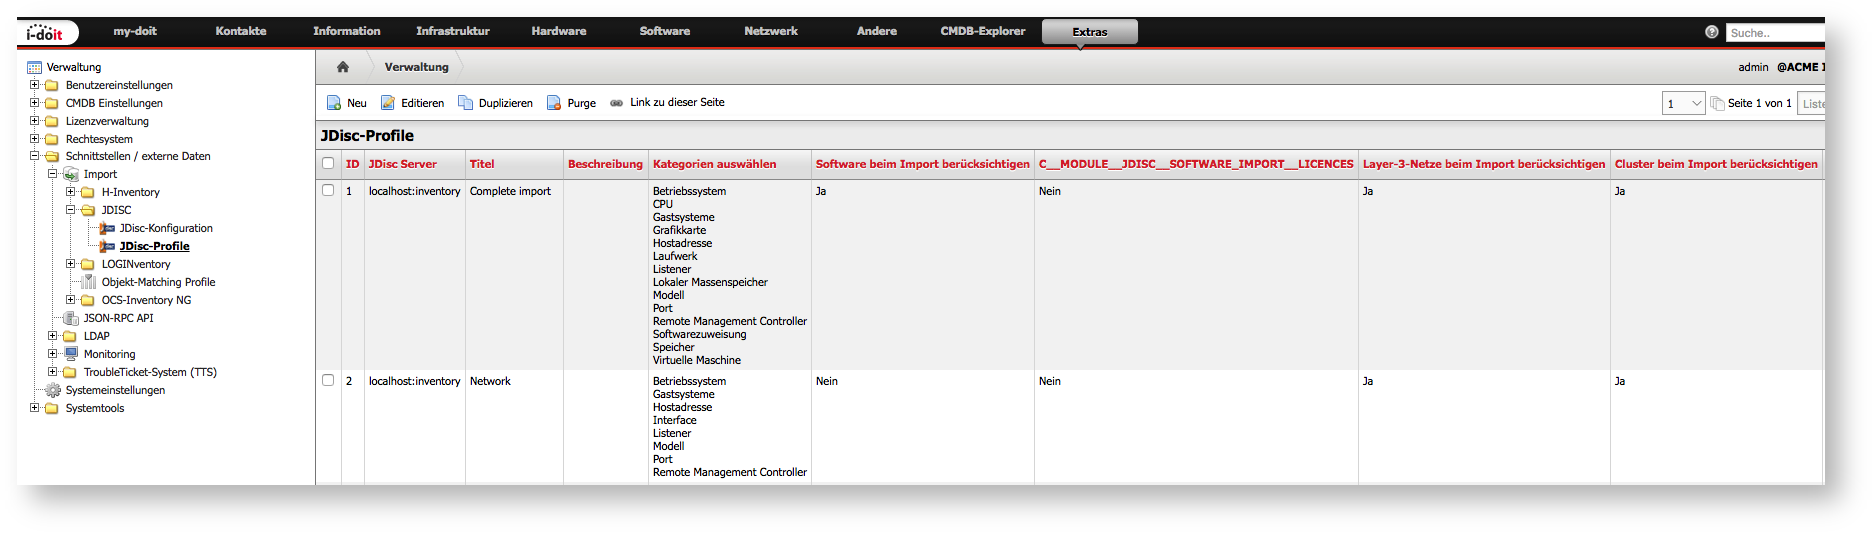 i-doit my-doit Kontakte Information Infrastruktur Hardware Software Netzwerk Andere CMDB-Explorer Extras ? Suche..
Verwaltung
Benutzereinstellungen
CMDB Einstellungen
Lizenzverwaltung
Rechtesystem
Schnittstellen / externe Daten
Import
H-Inventory
JDISC
JDisc-Konfiguration
JDisc-Profile
LOGINventory
Objekt-Matching Profile
OCS-Inventory NG
JSON-RPC API
LDAP
Monitoring
TroubleTicket-System (TTS)
Systemeinstellungen
Systemtools
Verwaltung admin @ACME I
Neu Editieren Duplizieren Purge Link zu dieser Seite 1 Seite 1 von 1 Liste
JDisc-Profile
ID JDisc Server Titel Beschreibung Kategorien auswählen Software beim Import berücksichtigen C__MODULE__JDISC__SOFTWARE_IMPORT__LICENCES Layer-3-Netze beim Import berücksichtigen Cluster beim Import berücksichtigen
1 localhost:inventory Complete import Betriebssystem Ja Nein Ja Ja
CPU
Gastsysteme
Grafikkarte
Hostadresse
Laufwerk
Listener
Lokaler Massenspeicher
Modell
Port
Remote Management Controller
Softwarezuweisung
Speicher
Virtuelle Maschine
2 localhost:inventory Network Betriebssystem Nein Nein Ja Ja
Gastsysteme
Hostadresse
Interface
Listener
Modell
Port
Remote Management Controller